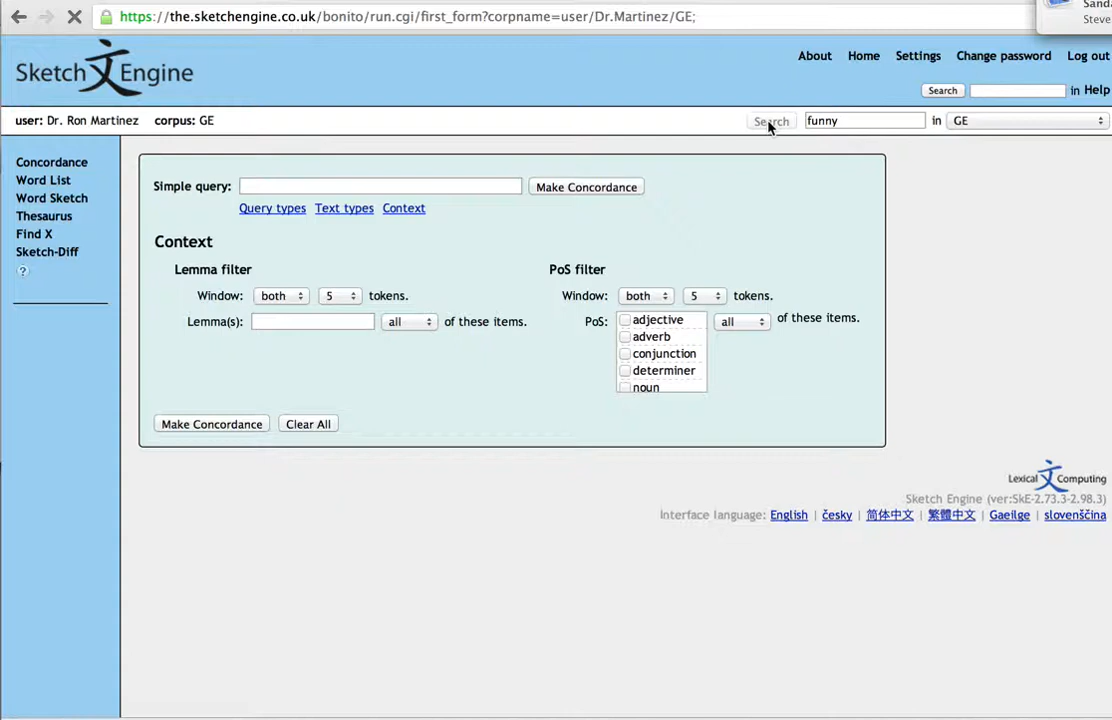 https://the.sketchengine.co.uk/bonito/run.cgi/first_form?corpname=user/Dr.Martinez/GE;
Sanda
Steve
Sketch 文 Engine
About Home Settings Change password Log out
Search in Help
user: Dr. Ron Martinez corpus: GE
Search funny in GE
Concordance
Word List
Word Sketch
Thesaurus
Find X
Sketch-Diff
?
Simple query: Make Concordance
Query types Text types Context
Context
Lemma filter PoS filter
Window: both 5 tokens. Window: both 5 tokens.
Lemma(s): all of these items. PoS: adjective all of these items.
adverb
conjunction
determiner
noun
Make Concordance Clear All
Lexical 文 Computing
Sketch Engine (ver:SkE-2.73.3-2.98.3)
Interface language: English | česky | 简体中文 | 繁體中文 | Gaeilge | slovenščina